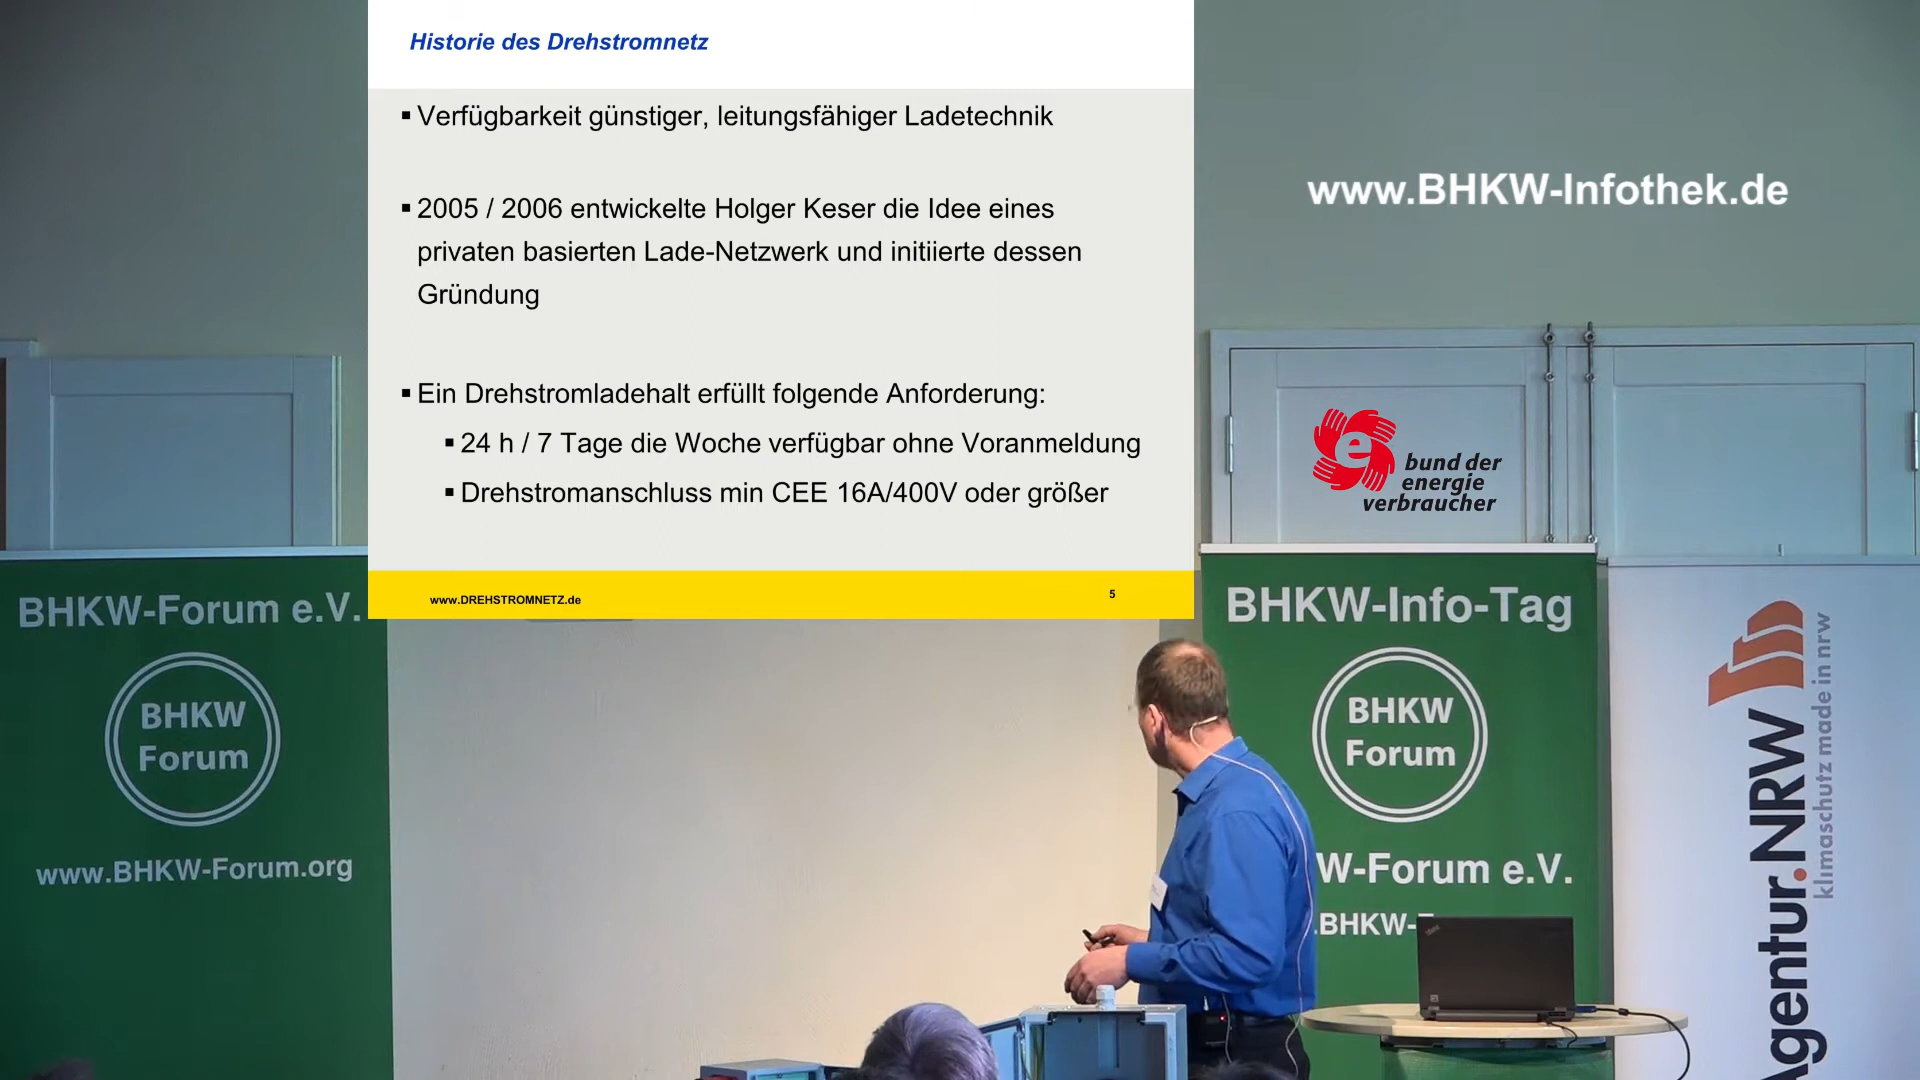 Historie des Drehstromnetz
▪ Verfügbarkeit günstiger, leitungsfähiger Ladetechnik
▪ 2005 / 2006 entwickelte Holger Keser die Idee eines
privaten basierten Lade-Netzwerk und initiierte dessen
Gründung
▪ Ein Drehstromladehalt erfüllt folgende Anforderung:
▪ 24 h / 7 Tage die Woche verfügbar ohne Voranmeldung
▪ Drehstromanschluss min CEE 16A/400V oder größer
www.DREHSTROMNETZ.de
5
www.BHKW-Infothek.de
e
bund der
energie
verbraucher
BHKW-Forum e.V.
BHKW
Forum
www.BHKW-Forum.org
BHKW-Info-Tag
BHKW
Forum
W-Forum e.V.
.BHKW-
Agentur.NRW
klimaschutz made in nrw